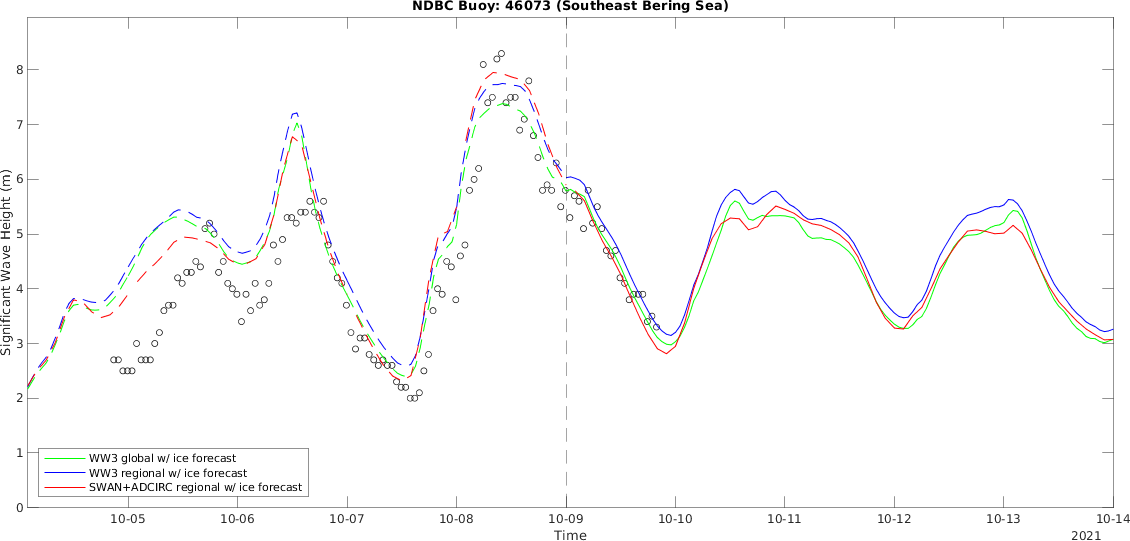 NDBC Buoy: 46073 (Southeast Bering Sea)
Significant Wave Height (m)
8
7
6
5
4
3
2
1
0
WW3 global w/ ice forecast
WW3 regional w/ ice forecast
SWAN+ADCIRC regional w/ ice forecast
10-05 10-06 10-07 10-08 10-09 10-10 10-11 10-12 10-13 10-14
Time
2021